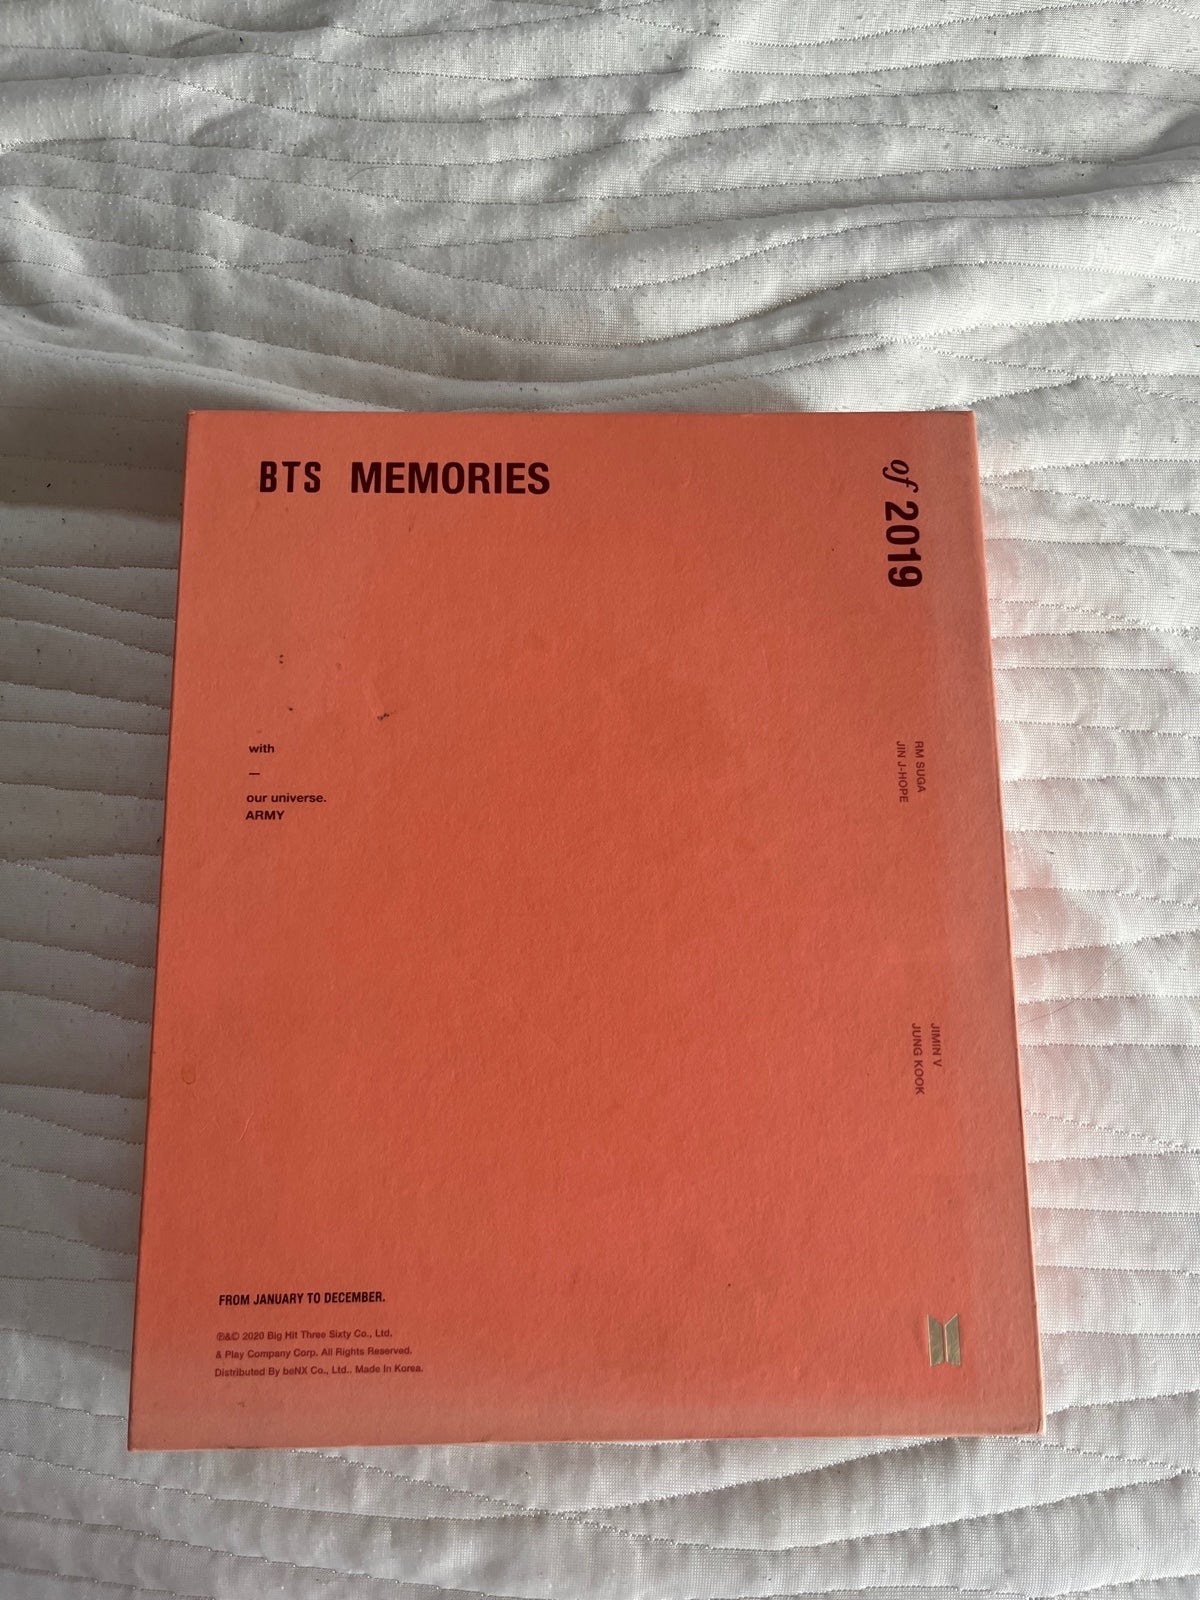 BTS MEMORIES
of 2019
with
—
our universe.
ARMY
RM SUGA
JIN J-HOPE
JIMIN V
JUNG KOOK
FROM JANUARY TO DECEMBER.
℗&© 2020 Big Hit Three Sixty Co., Ltd.
& Play Company Corp. All Rights Reserved.
Distributed By beNX Co., Ltd.. Made In Korea.